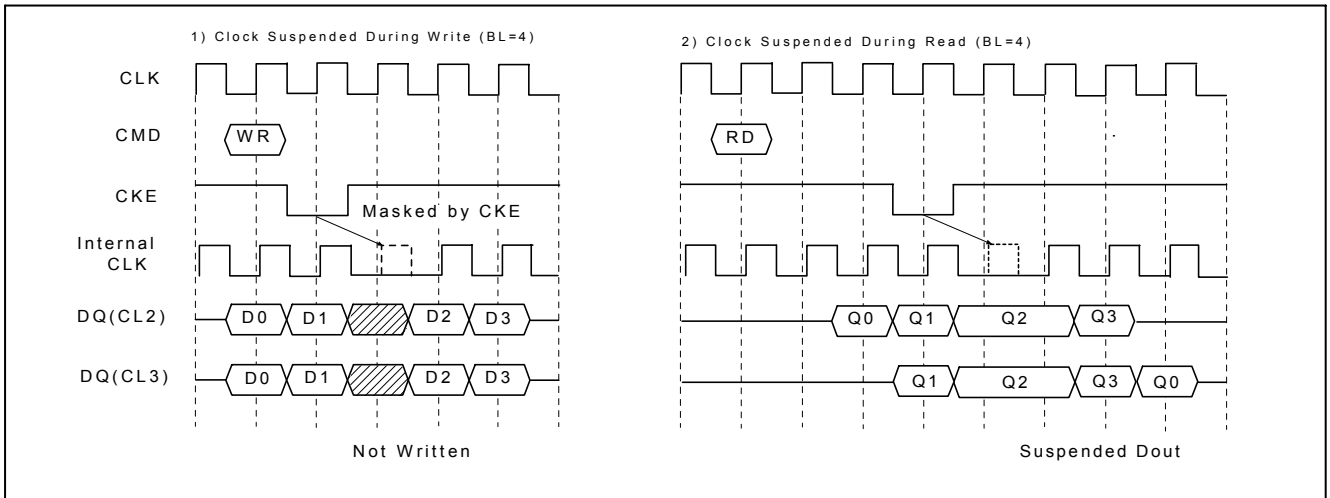 1) Clock Suspended During Write (BL=4)
2) Clock Suspended During Read (BL=4)
CLK
CMD
WR
RD
CKE
Masked by CKE
Internal
CLK
DQ(CL2)
D0
D1
D2
D3
Q0
Q1
Q2
Q3
DQ(CL3)
D0
D1
D2
D3
Q1
Q2
Q3
Q0
Not Written
Suspended Dout